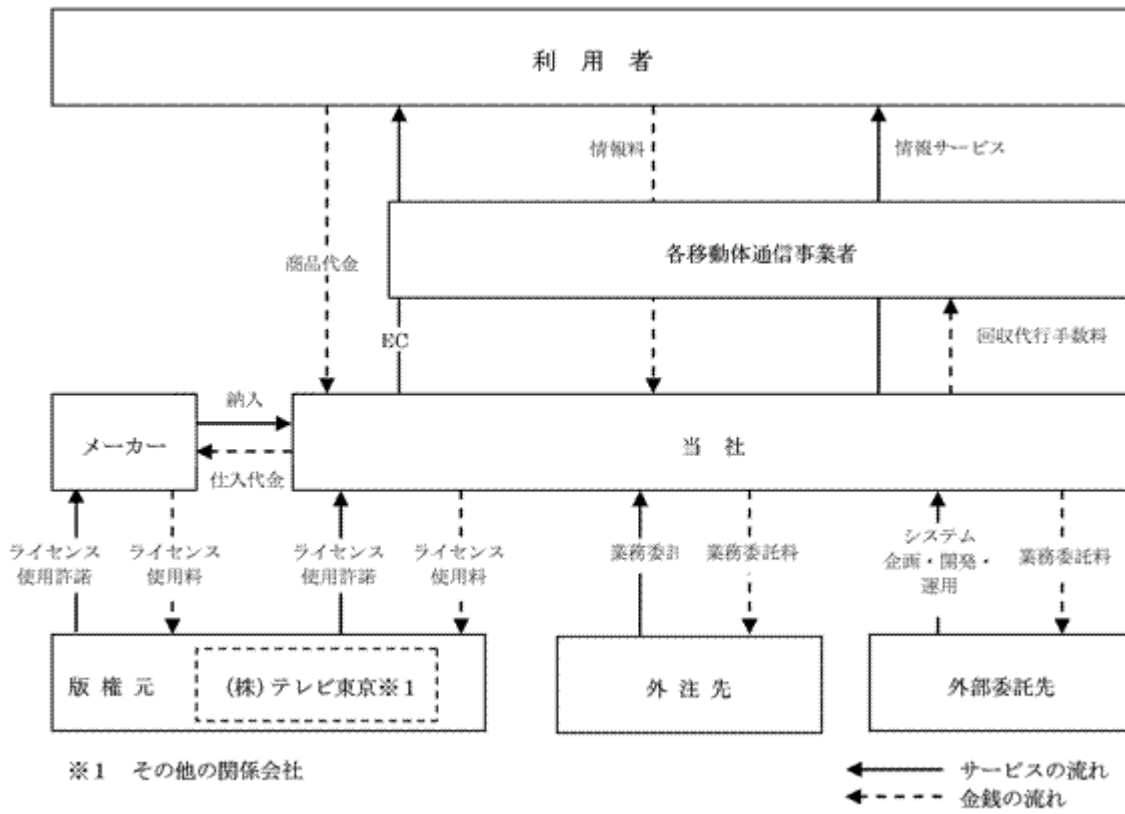 利 用 者
情報料
情報サービス
各移動体通信事業者
商品代金
EC
回収代行手数料
納入
メーカー
当 社
仕入代金
ライセンス
使用許諾
ライセンス
使用料
ライセンス
使用許諾
ライセンス
使用料
業務委託
業務委託料
システム
企画・開発・
運用
業務委託料
版 権 元
(株)テレビ東京※1
外 注 先
外部委託先
※1 その他の関係会社
サービスの流れ
金銭の流れ